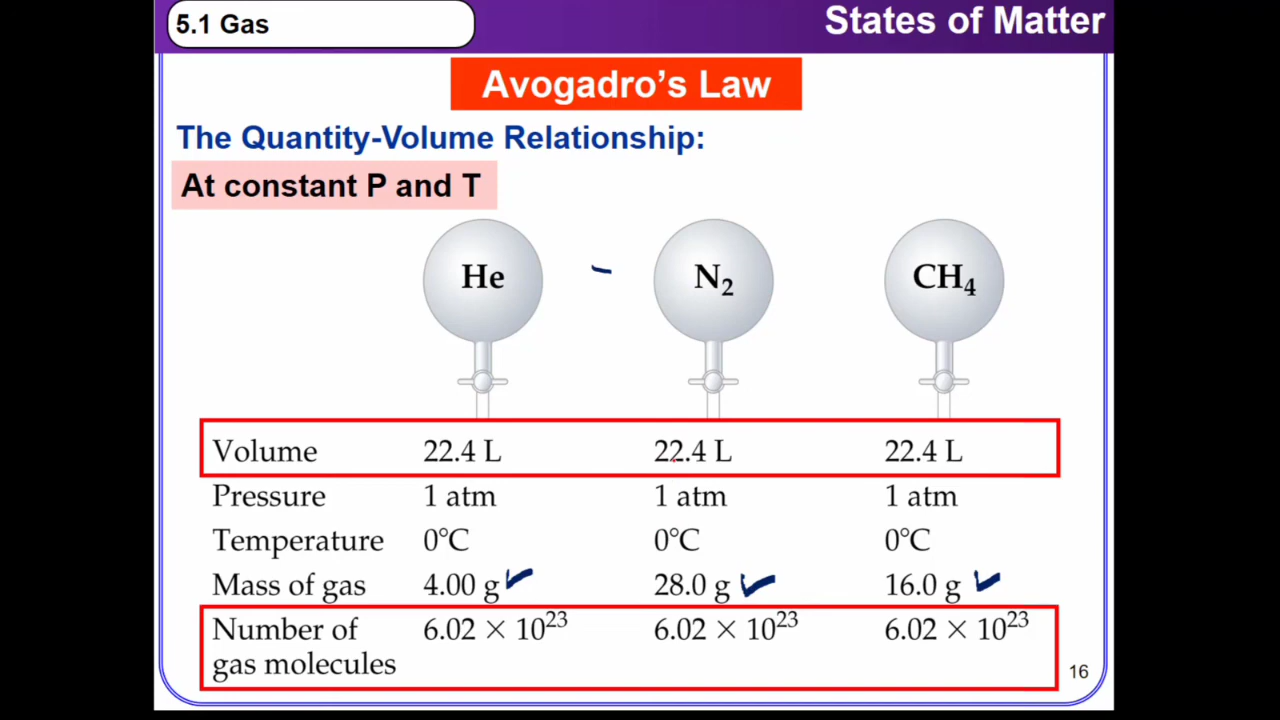 5.1 Gas
States of Matter
Avogadro’s Law
The Quantity-Volume Relationship:
At constant P and T
He
N₂
CH₄
Volume 22.4 L 22.4 L 22.4 L
Pressure 1 atm 1 atm 1 atm
Temperature 0°C 0°C 0°C
Mass of gas 4.00 g 28.0 g 16.0 g
Number of 6.02 × 10²³ 6.02 × 10²³ 6.02 × 10²³
gas molecules
16